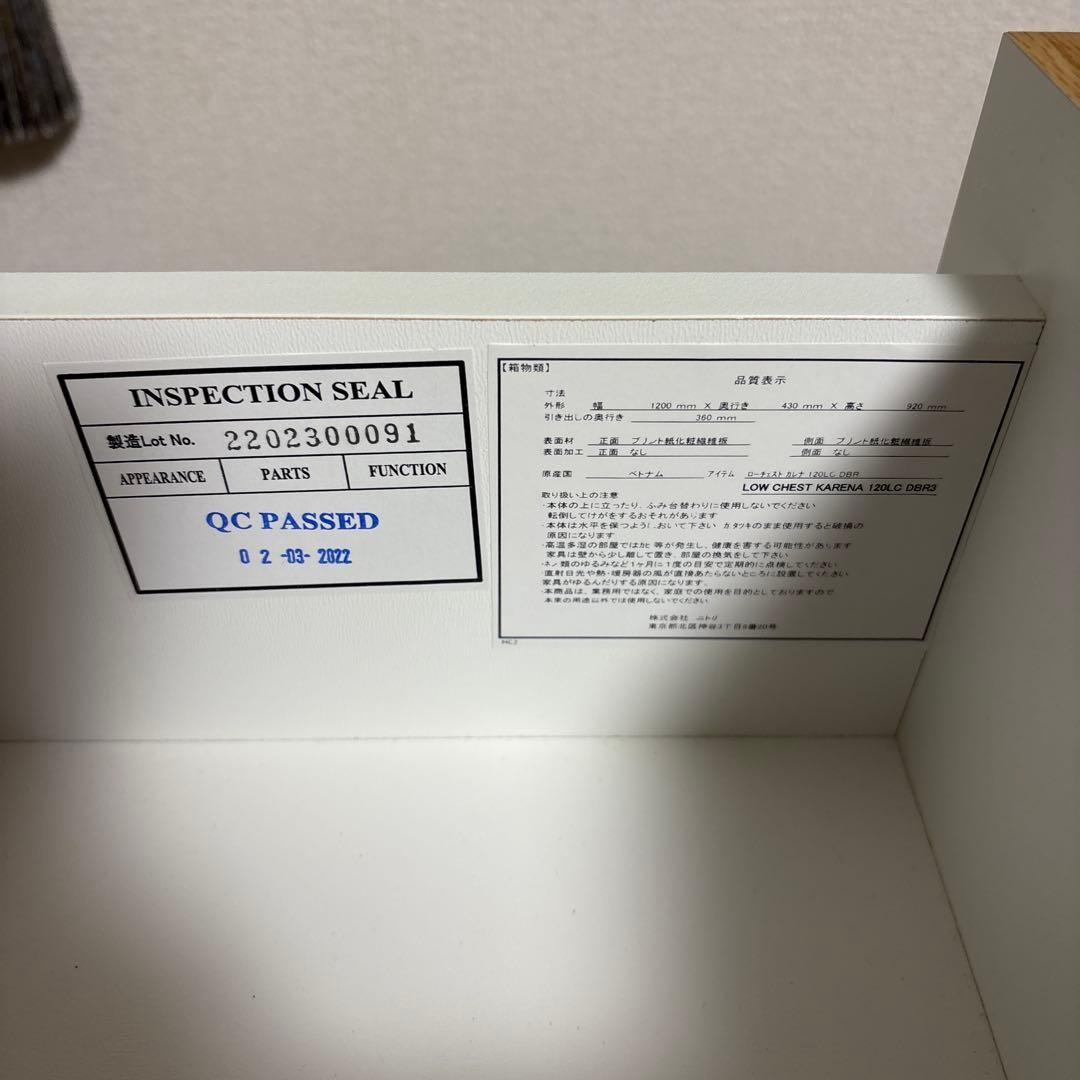 INSPECTION SEAL
製造Lot No. 2202300091
APPEARANCE PARTS FUNCTION
QC PASSED
02-03-2022
【箱物類】
品質表示
寸法
外形 幅 1200 mm X 奥行き 430 mm X 高さ 920 mm
引き出しの奥行き 360 mm
表面材 正面 プリント紙化粧繊維板 側面 プリント紙化粧繊維板
表面加工 正面 なし 側面 なし
原産国 ベトナム アイテム ローチェスト カレナ 120LC DBR
LOW CHEST KARENA 120LC DBR3
取り扱い上の注意
・本体の上に立ったり、ふみ台替わりに使用しないでください
転倒してけがをするおそれがあります
・本体は水平を保つように、おいて下さい ガタツキのまま使用すると破損の
原因になります
・高温多湿の部屋ではカビ等が発生し、健康を害する可能性があります
家具は壁から少し離して置き、部屋の換気をして下さい
・ネジ類のゆるみなど1ヶ月に1度の目安で定期的に点検してください
・直射日光や熱・暖房器の風が直接あたらないところに設置してください
家具がゆるんだりする原因になります.
・本商品は、業務用ではなく、家庭での使用を目的としておりますので
本来の用途以外では使用しないでください
株式会社 ニトリ
東京都北区神谷3丁目6番20号